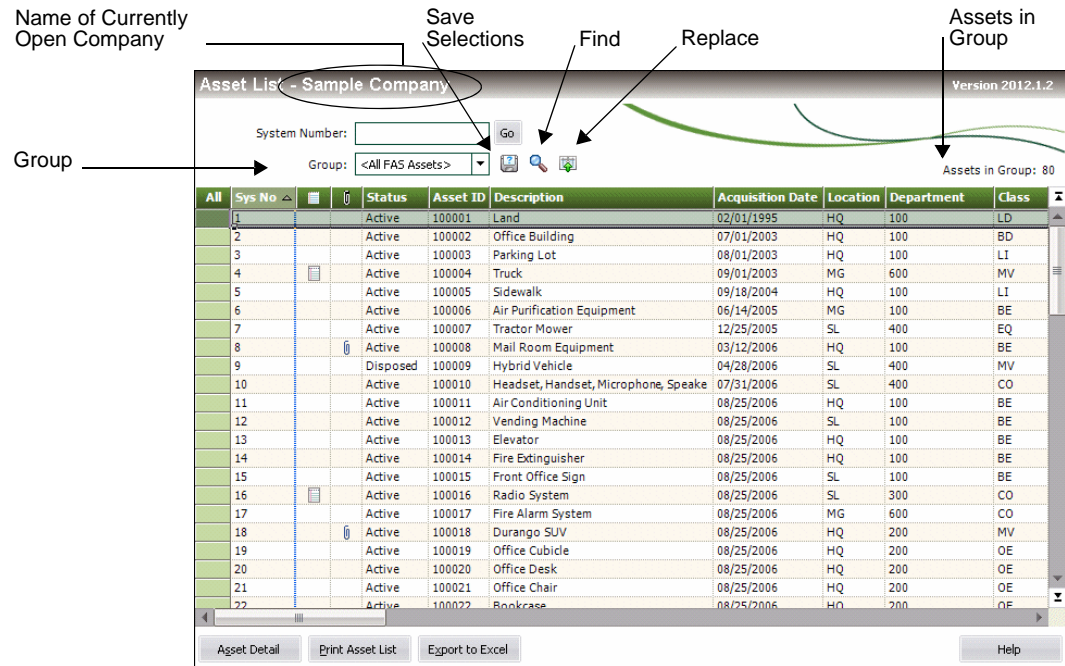 Name of Currently
Open Company
Save
Selections
Find
Replace
Assets in
Group
Asset List - Sample Company
Version 2012.1.2
System Number:
Go
Group
Group:
<All FAS Assets>
Assets in Group: 80
All Sys No Status Asset ID Description Acquisition Date Location Department Class
1 Active 100001 Land 02/01/1995 HQ 100 LD
2 Active 100002 Office Building 07/01/2003 HQ 100 BD
3 Active 100003 Parking Lot 08/01/2003 HQ 100 LI
4 Active 100004 Truck 09/01/2003 MG 600 MV
5 Active 100005 Sidewalk 09/18/2004 HQ 100 LI
6 Active 100006 Air Purification Equipment 06/14/2005 MG 100 BE
7 Active 100007 Tractor Mower 12/25/2005 SL 400 EQ
8 Active 100008 Mail Room Equipment 03/12/2006 HQ 100 BE
9 Disposed 100009 Hybrid Vehicle 04/28/2006 SL 400 MV
10 Active 100010 Headset, Handset, Microphone, Speake 07/31/2006 SL 400 CO
11 Active 100011 Air Conditioning Unit 08/25/2006 HQ 100 BE
12 Active 100012 Vending Machine 08/25/2006 SL 100 BE
13 Active 100013 Elevator 08/25/2006 HQ 100 BE
14 Active 100014 Fire Extinguisher 08/25/2006 HQ 100 BE
15 Active 100015 Front Office Sign 08/25/2006 SL 100 BE
16 Active 100016 Radio System 08/25/2006 SL 300 CO
17 Active 100017 Fire Alarm System 08/25/2006 MG 600 CO
18 Active 100018 Durango SUV 08/25/2006 HQ 200 MV
19 Active 100019 Office Cubicle 08/25/2006 HQ 200 OE
20 Active 100020 Office Desk 08/25/2006 HQ 200 OE
21 Active 100021 Office Chair 08/25/2006 HQ 200 OE
22 Active 100022 Bookcase 08/25/2006 HQ 200 OE
Asset Detail
Print Asset List
Export to Excel
Help